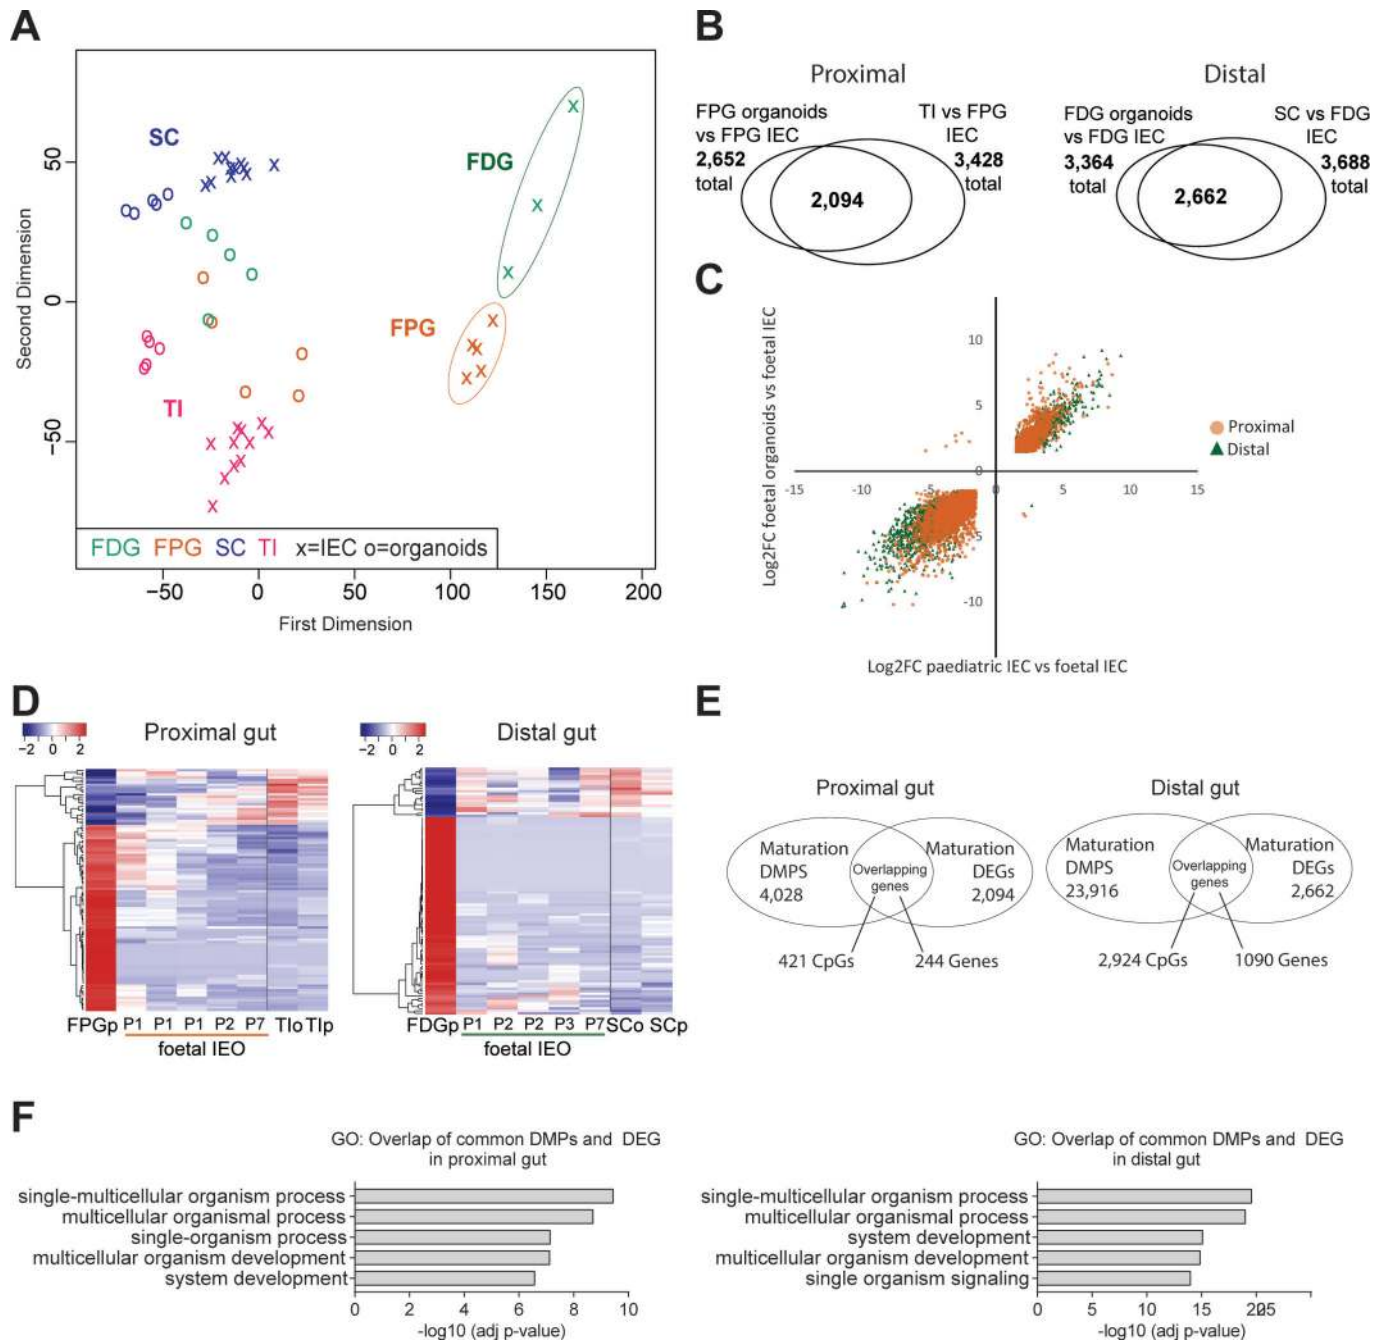 A
SC
FDG
FPG
TI
50
0
−50
Second Dimension
FDG FPG SC TI x=IEC o=organoids
−50 0 50 100 150 200
First Dimension
B
Proximal
Distal
FPG organoids
vs FPG IEC
2,652
total
TI vs FPG
IEC
3,428
total
2,094
FDG organoids
vs FDG IEC
3,364
total
SC vs FDG
IEC
3,688
total
2,662
C
Log2FC foetal organoids vs foetal IEC
10
5
0
-15 -10 -5 0 5 10 15
-5
-10
Proximal
Distal
Log2FC paediatric IEC vs foetal IEC
D
−2 0 2
Proximal gut
FPGp P1 P1 P1 P2 P7 TIo TIp
foetal IEO
−2 0 2
Distal gut
FDGp P1 P2 P2 P3 P7 SCo SCp
foetal IEO
E
Proximal gut
Maturation
DMPS
4,028
Overlapping
genes
Maturation
DEGs
2,094
421 CpGs
244 Genes
Distal gut
Maturation
DMPS
23,916
Overlapping
genes
Maturation
DEGs
2,662
2,924 CpGs
1090 Genes
F
GO: Overlap of common DMPs and DEG
in proximal gut
single-multicellular organism process
multicellular organismal process
single-organism process
multicellular organism development
system development
0 2 4 6 8 10
-log10 (adj p-value)
GO: Overlap of common DMPs and DEG
in distal gut
single-multicellular organism process
multicellular organismal process
system development
multicellular organism development
single organism signaling
0 5 10 15 20 25
-log10 (adj p-value)